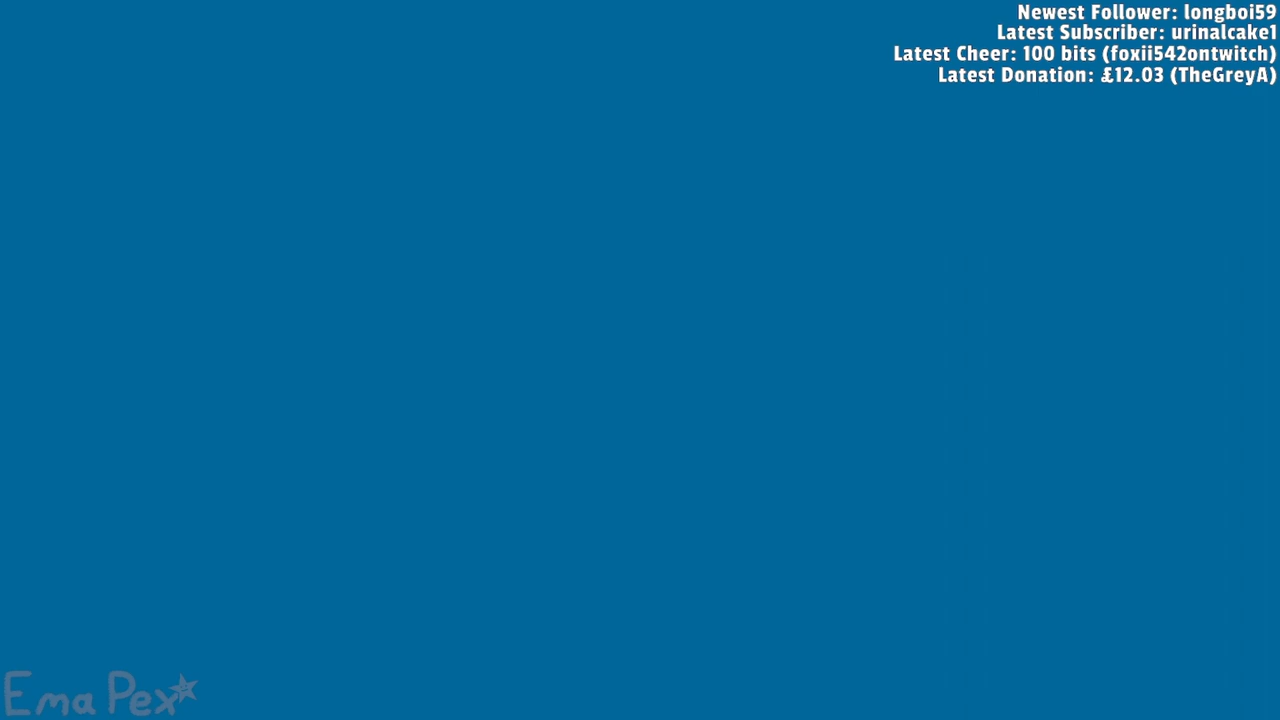 Newest Follower: longboi59
Latest Subscriber: urinalcake1
Latest Cheer: 100 bits (foxii542ontwitch)
Latest Donation: £12.03 (TheGreyA)
Ema Pex